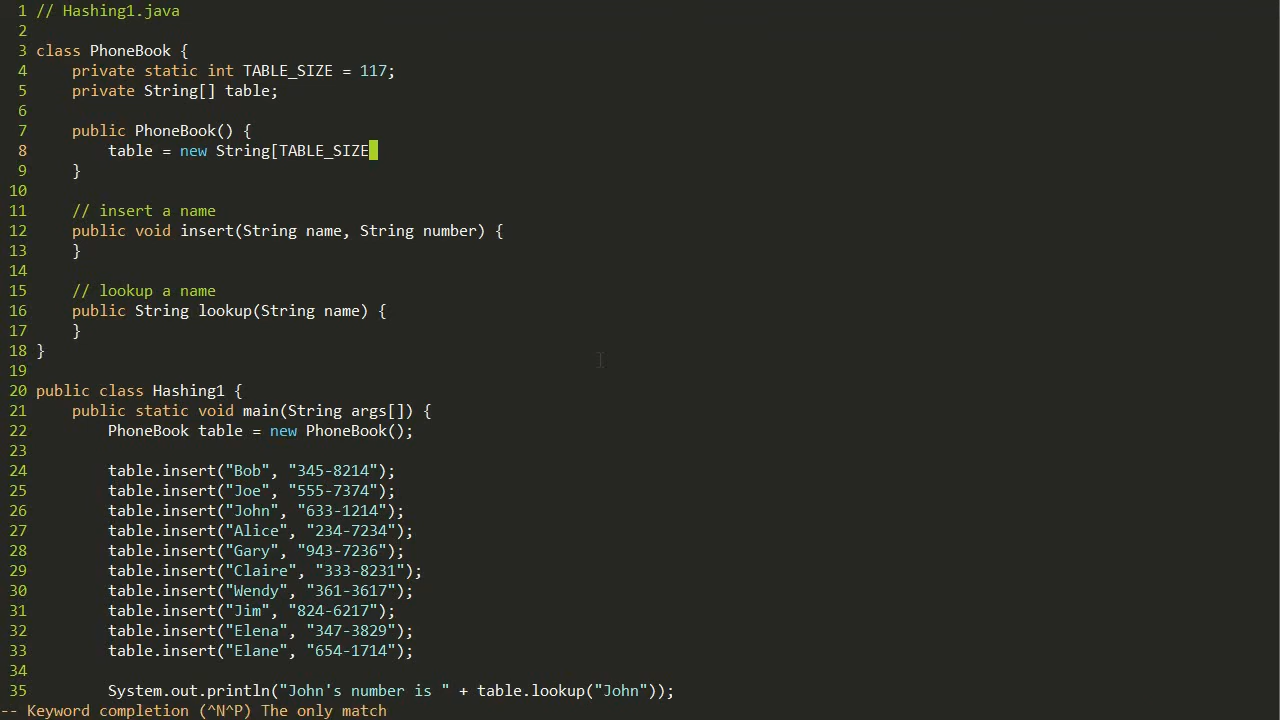 1 // Hashing1.java
2
3 class PhoneBook {
4     private static int TABLE_SIZE = 117;
5     private String[] table;
6
7     public PhoneBook() {
8         table = new String[TABLE_SIZE
9     }
10
11     // insert a name
12     public void insert(String name, String number) {
13     }
14
15     // lookup a name
16     public String lookup(String name) {
17     }
18 }
19
20 public class Hashing1 {
21     public static void main(String args[]) {
22         PhoneBook table = new PhoneBook();
23
24         table.insert("Bob", "345-8214");
25         table.insert("Joe", "555-7374");
26         table.insert("John", "633-1214");
27         table.insert("Alice", "234-7234");
28         table.insert("Gary", "943-7236");
29         table.insert("Claire", "333-8231");
30         table.insert("Wendy", "361-3617");
31         table.insert("Jim", "824-6217");
32         table.insert("Elena", "347-3829");
33         table.insert("Elane", "654-1714");
34
35         System.out.println("John's number is " + table.lookup("John"));
-- Keyword completion (^N^P) The only match